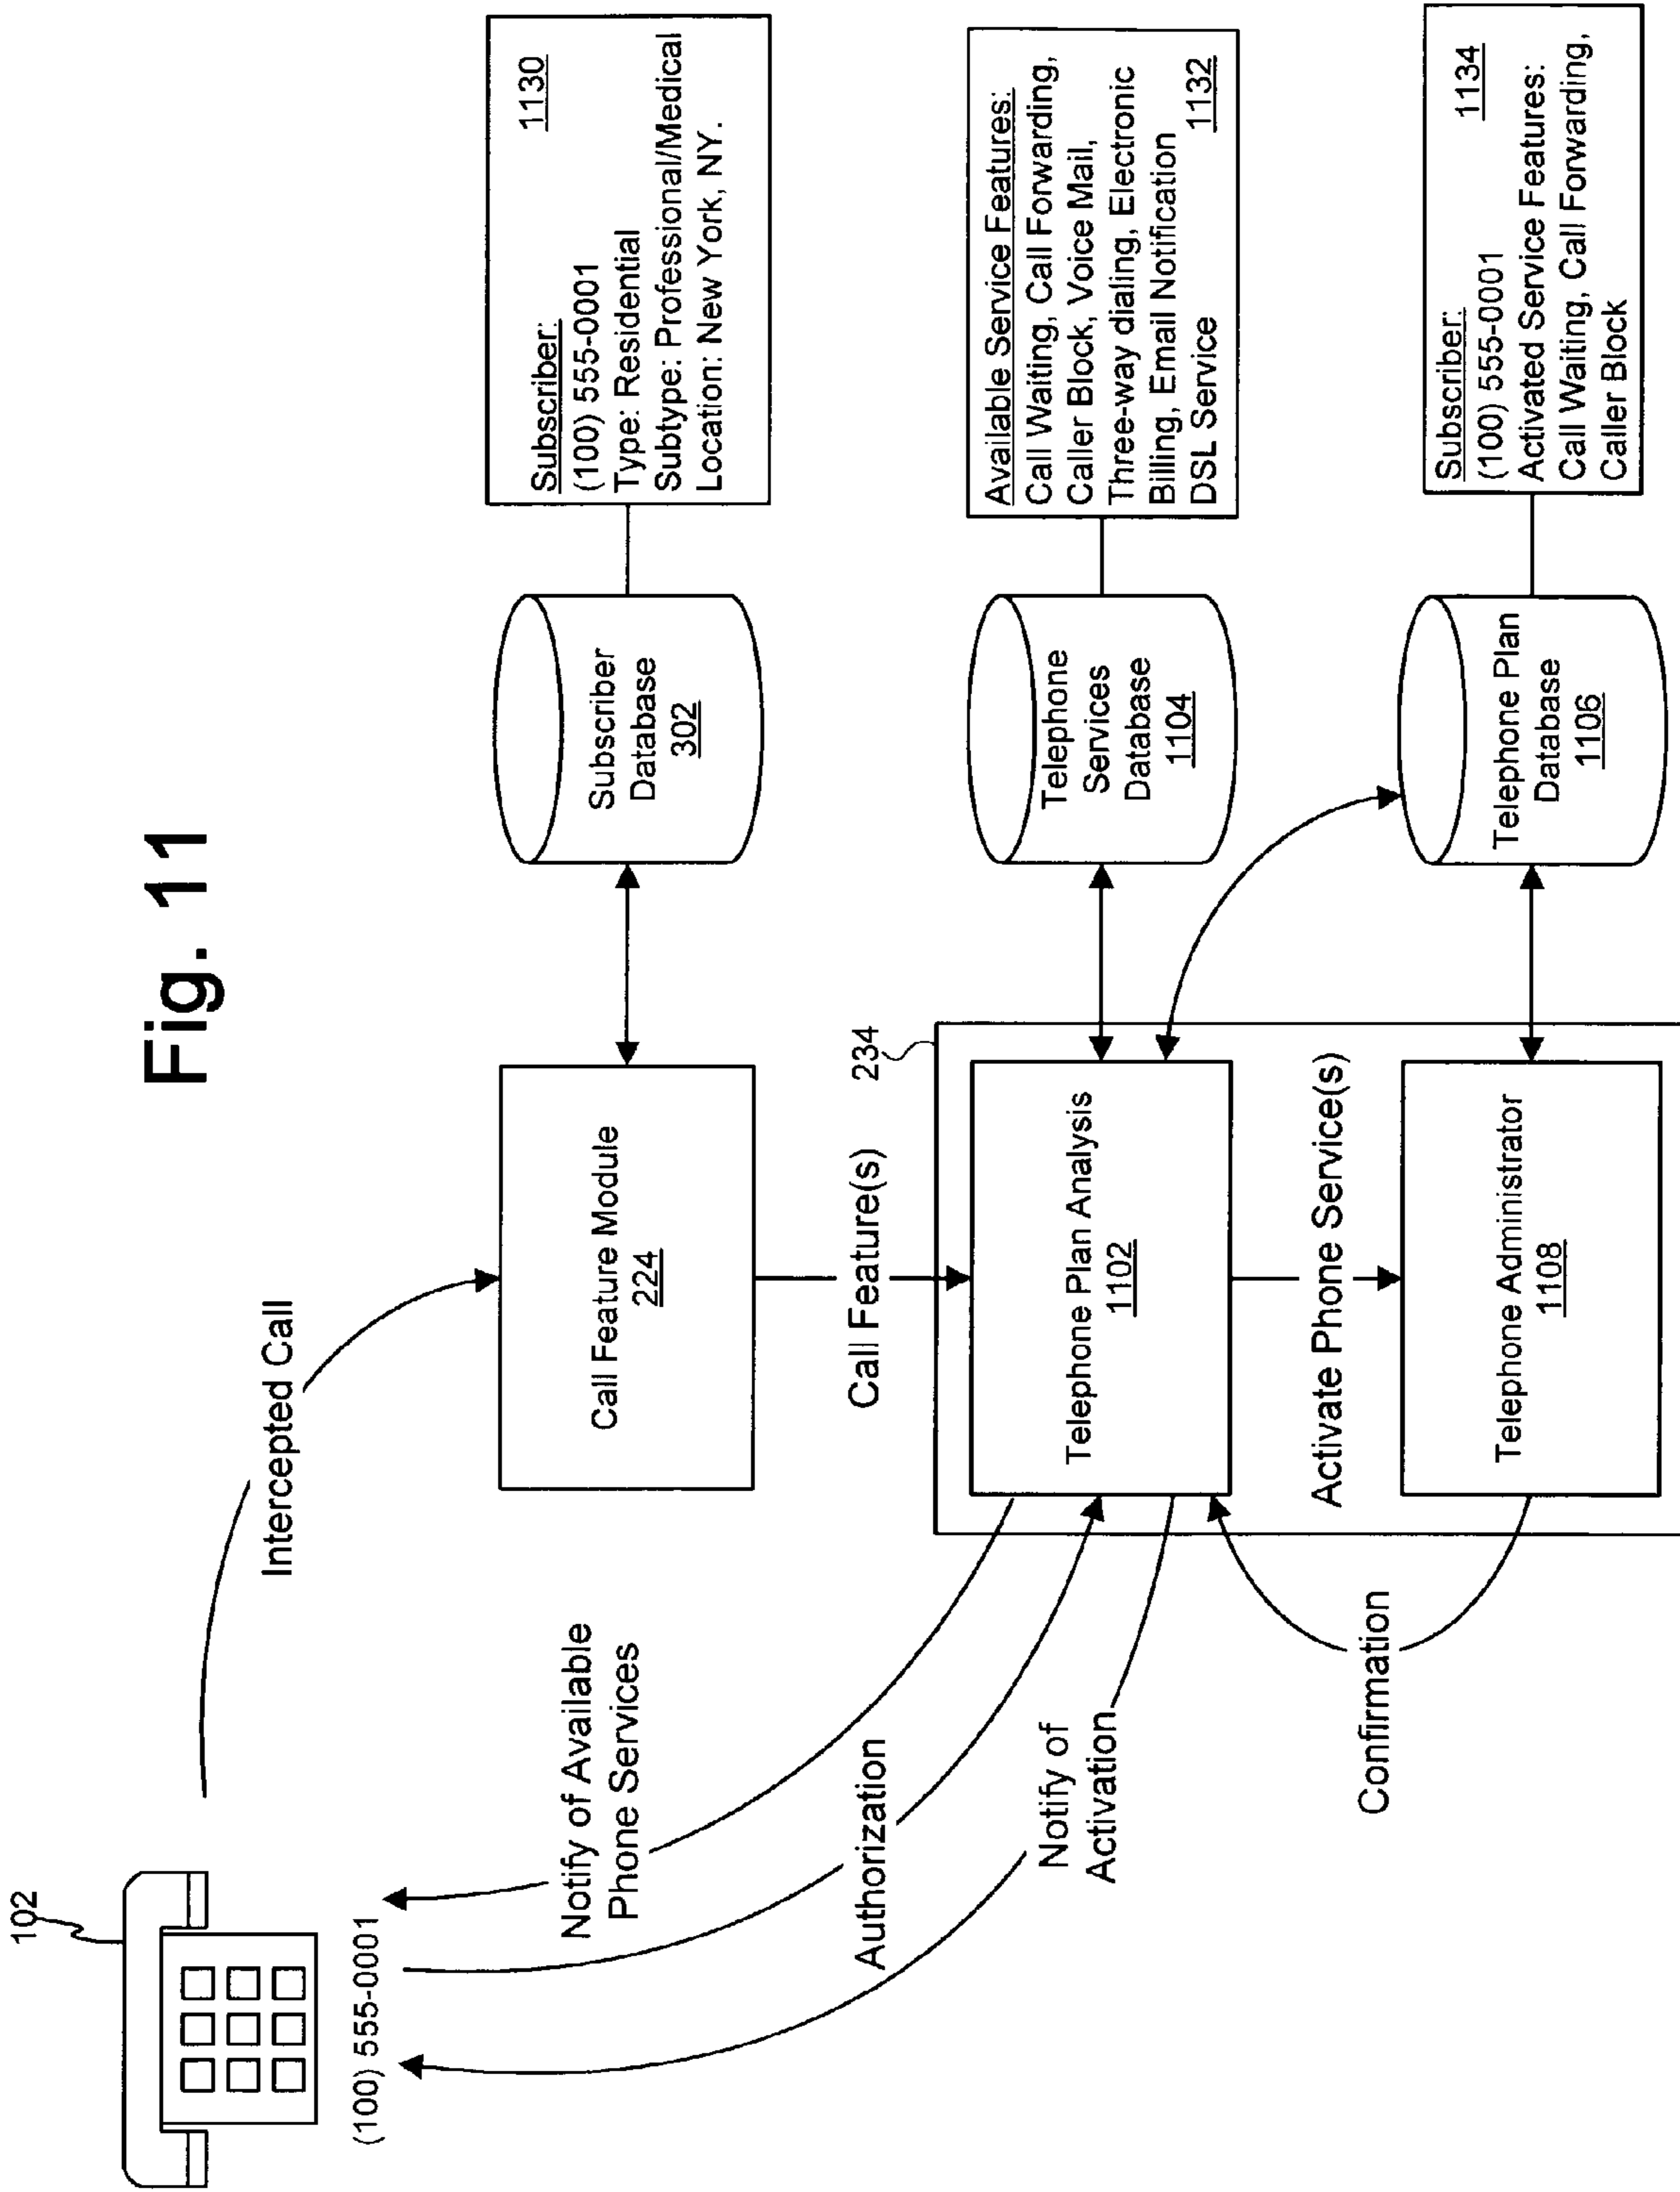 Fig. 11
102
(100) 555-0001
Intercepted Call
Call Feature Module
224
Subscriber
Database
302
Subscriber:
1130
(100) 555-0001
Type: Residential
Subtype: Professional/Medical
Location: New York, NY.
Notify of Available
Phone Services
Call Feature(s)
234
Authorization
Telephone Plan Analysis
1102
Telephone
Services
Database
1104
Available Service Features:
Call Waiting, Call Forwarding,
Caller Block, Voice Mail,
Three-way dialing, Electronic
Billing, Email Notification
DSL Service
1132
Notify of
Activation
Activate Phone Service(s)
Confirmation
Telephone Administrator
1108
Telephone Plan
Database
1106
Subscriber:
1134
(100) 555-0001
Activated Service Features:
Call Waiting, Call Forwarding,
Caller Block